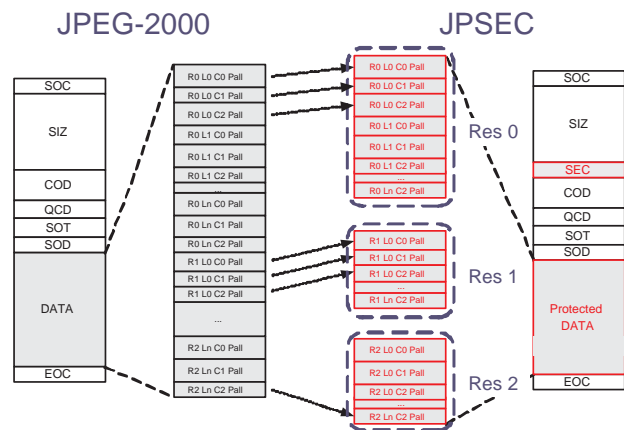 JPEG-2000
JPSEC
SOC
SIZ
COD
QCD
SOT
SOD
DATA
EOC
R0 L0 C0 Pall
R0 L0 C1 Pall
R0 L0 C2 Pall
R0 L1 C0 Pall
R0 L1 C1 Pall
R0 L1 C2 Pall
...
R0 Ln C0 Pall
R0 Ln C1 Pall
R0 Ln C2 Pall
R1 L0 C0 Pall
R1 L0 C1 Pall
R1 L0 C2 Pall
...
R2 Ln C0 Pall
R2 Ln C1 Pall
R2 Ln C2 Pall
R0 L0 C0 Pall
R0 L0 C1 Pall
R0 L0 C2 Pall
R0 L1 C0 Pall
R0 L1 C1 Pall
R0 L1 C2 Pall
...
R0 Ln C2 Pall
Res 0
R1 L0 C0 Pall
R1 L0 C1 Pall
R1 L0 C2 Pall
...
R1 Ln C2 Pall
Res 1
R2 L0 C0 Pall
R2 L0 C1 Pall
R2 L0 C2 Pall
...
R2 Ln C2 Pall
Res 2
SOC
SIZ
SEC
COD
QCD
SOT
SOD
Protected
DATA
EOC